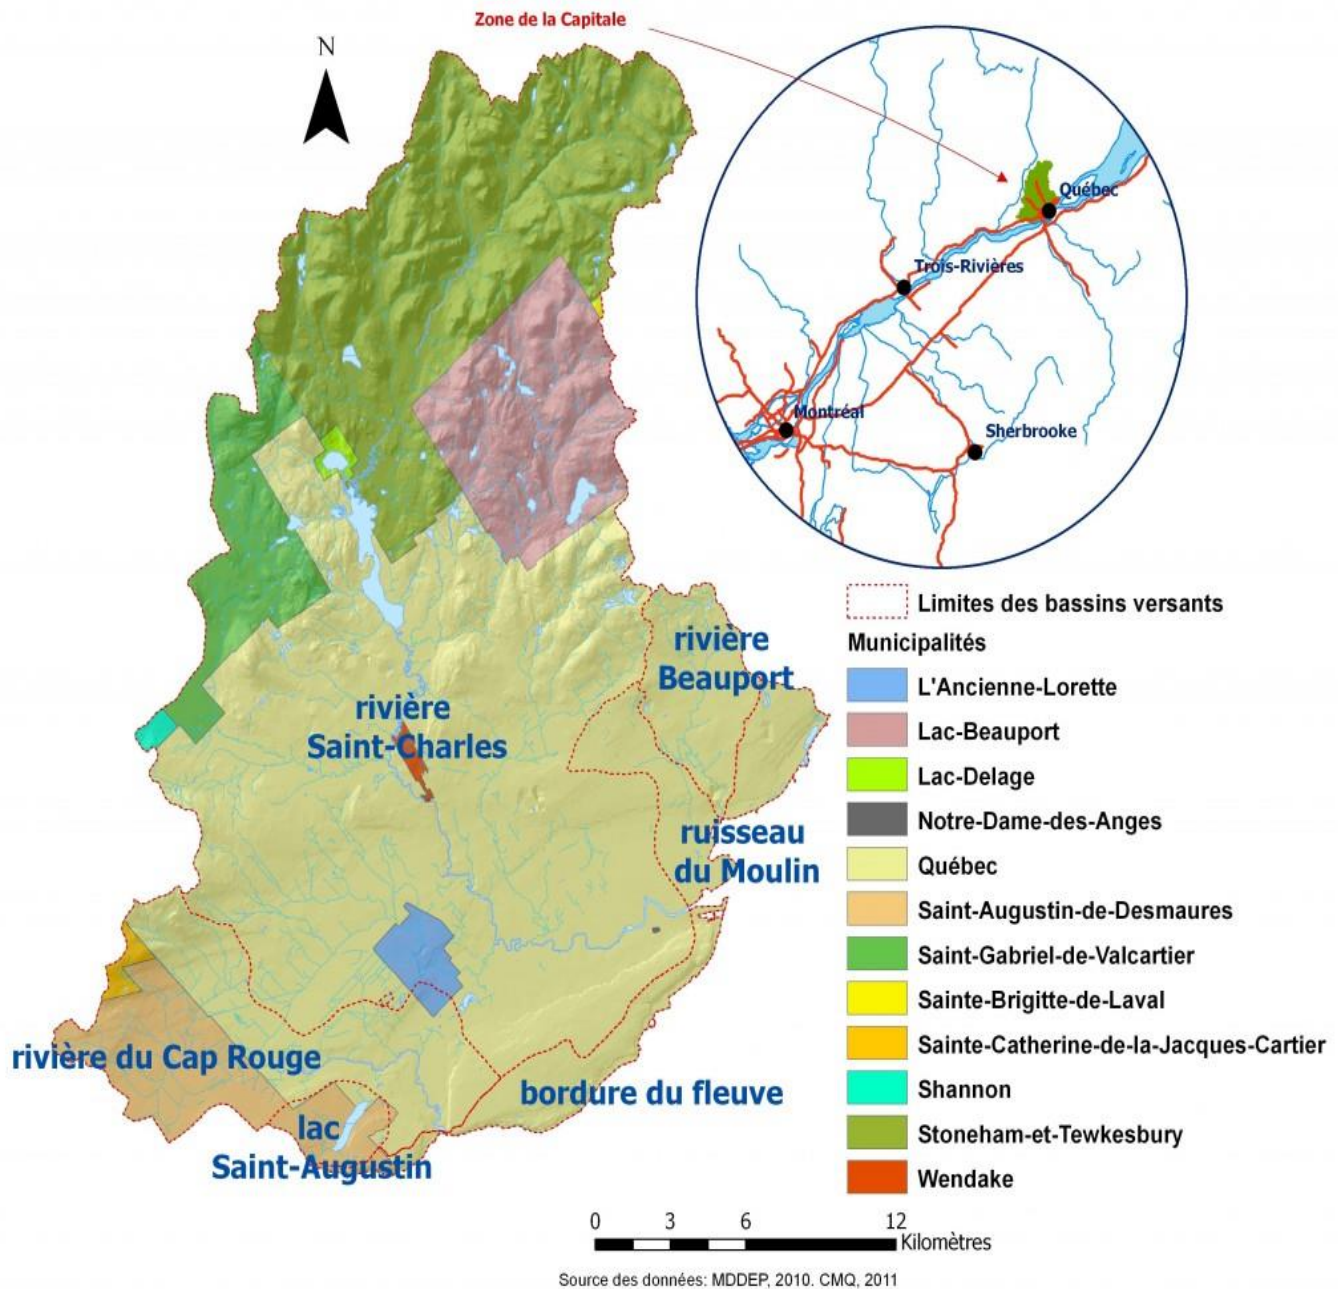 Zone de la Capitale
N
Québec
Trois-Rivières
Montréal
Sherbrooke
rivière
Beauport
rivière
Saint-Charles
ruisseau
du Moulin
rivière du Cap Rouge
bordure du fleuve
lac
Saint-Augustin
Limites des bassins versants
Municipalités
L'Ancienne-Lorette
Lac-Beauport
Lac-Delage
Notre-Dame-des-Anges
Québec
Saint-Augustin-de-Desmaures
Saint-Gabriel-de-Valcartier
Sainte-Brigitte-de-Laval
Sainte-Catherine-de-la-Jacques-Cartier
Shannon
Stoneham-et-Tewkesbury
Wendake
0 3 6 12
Kilomètres
Source des données: MDDEP, 2010. CMQ, 2011